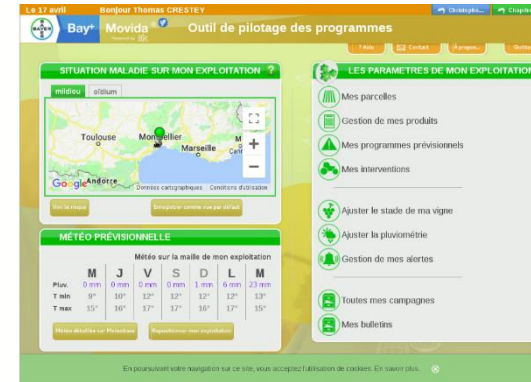 Le 17 avril
Bonjour Thomas CRESTEY
Christophe...
Chapitre
BAYER
Bay+
Movida
Outil de pilotage des programmes
Contact
SITUATION MALADIE SUR MON EXPLOITATION ?
mildiou
oïdium
Toulouse
Montpellier
Marseille
Andorre
Google
Données cartographiques
Conditions d'utilisation
Voir le risque
Enregistrer comme vue par défaut
MÉTÉO PRÉVISIONNELLE
Météo sur la maille de mon exploitation
M J V S D L M
Pluv. 0 mm 0 mm 0 mm 0 mm 1 mm 6 mm 23 mm
T min 9° 10° 12° 12° 12° 12° 13°
T max 15° 16° 17° 17° 16° 17° 15°
Repositionner mon exploitation
LES PARAMETRES DE MON EXPLOITATION
Mes parcelles
Gestion de mes produits
Mes programmes prévisionnels
Mes interventions
Ajuster le stade de ma vigne
Ajuster la pluviométrie
Gestion de mes alertes
Toutes mes campagnes
Mes bulletins
En poursuivant votre navigation sur ce site, vous acceptez l'utilisation de cookies. En savoir plus.